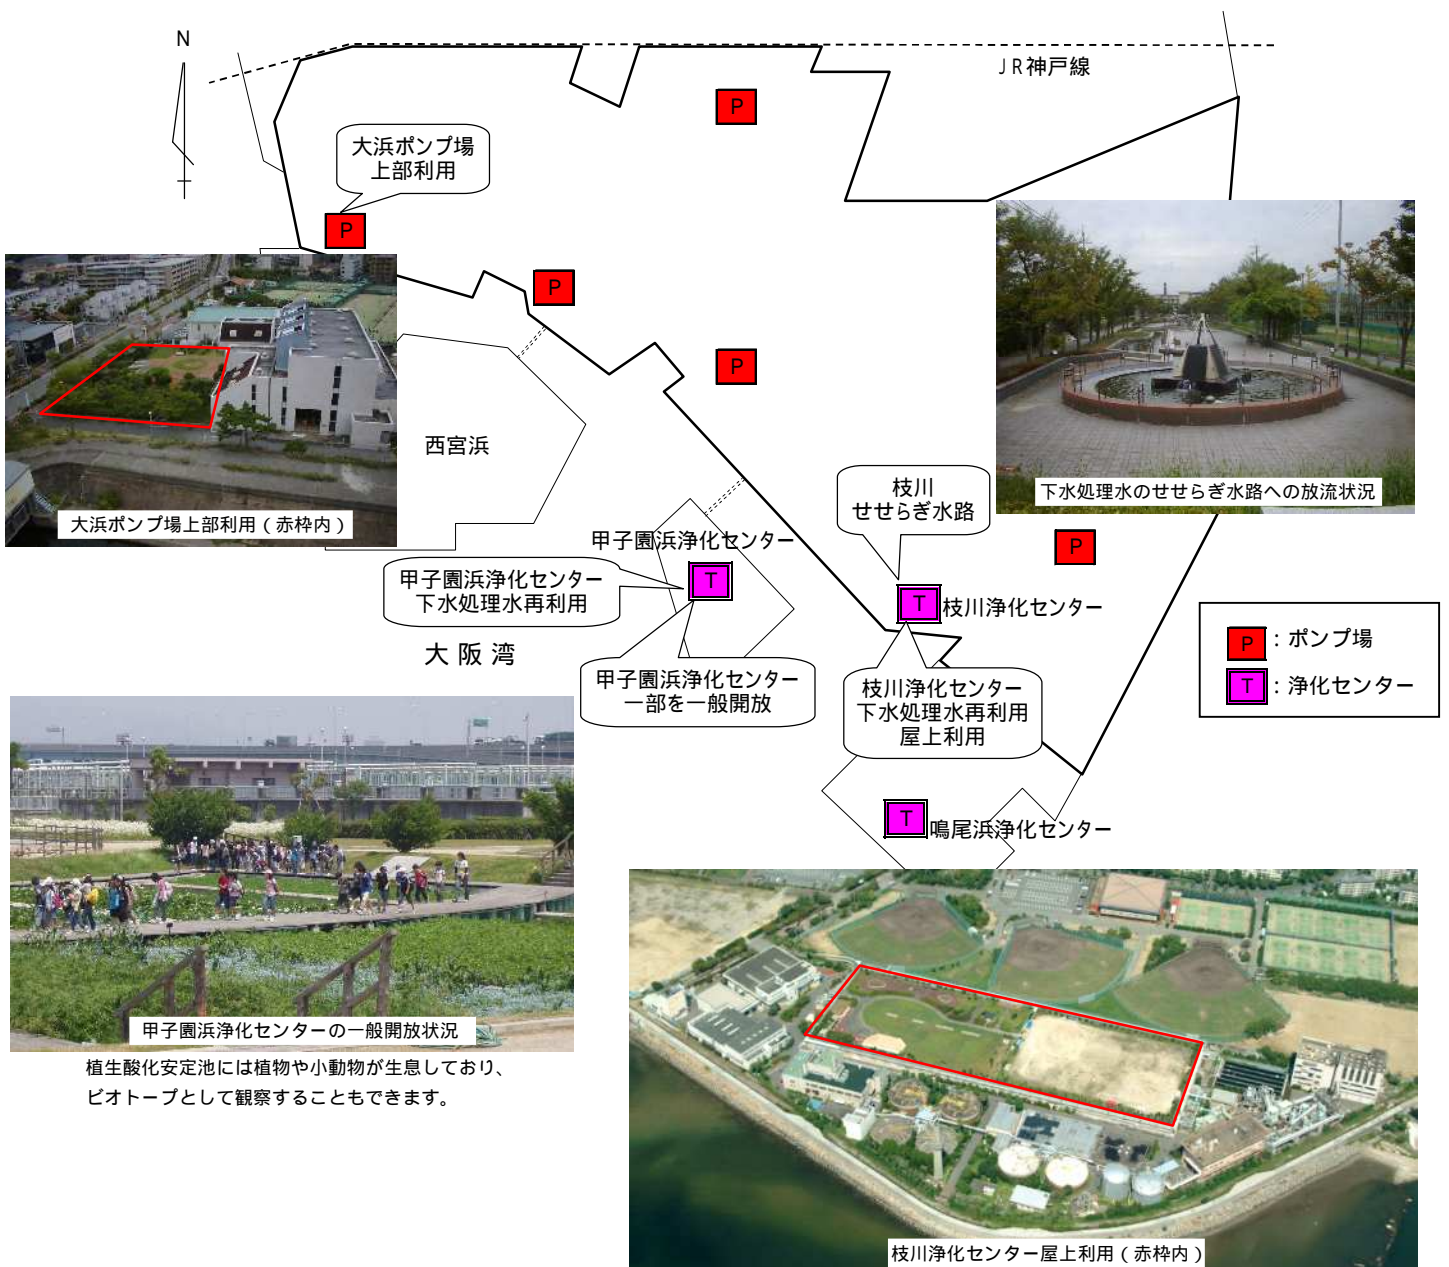 N
JR神戸線
P
大浜ポンプ場
上部利用
P
P
P
西宮浜
大浜ポンプ場上部利用（赤枠内）
下水処理水のせせらぎ水路への放流状況
枝川
せせらぎ水路
P
甲子園浜浄化センター
T
甲子園浜浄化センター
下水処理水再利用
T
枝川浄化センター
P
：ポンプ場
T
：浄化センター
大阪湾
甲子園浜浄化センター
一部を一般開放
枝川浄化センター
下水処理水再利用
屋上利用
T
鳴尾浜浄化センター
甲子園浜浄化センターの一般開放状況
植生酸化安定池には植物や小動物が生息しており、
ビオトープとして観察することもできます。
枝川浄化センター屋上利用（赤枠内）